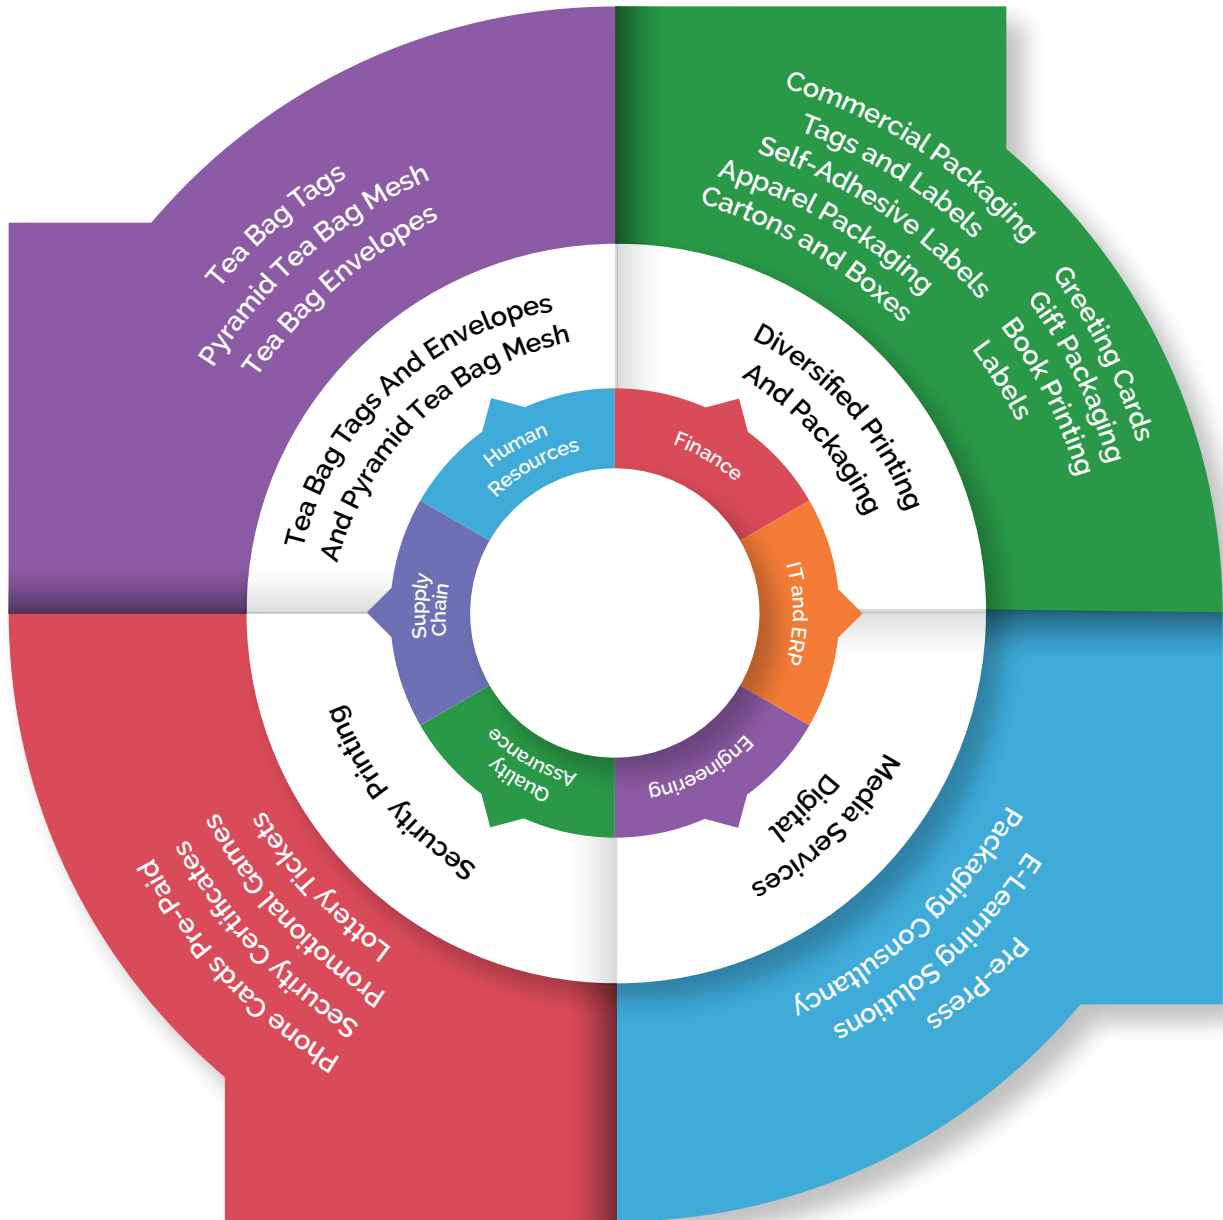 Tea Bag Tags
Pyramid Tea Bag Mesh
Tea Bag Envelopes
Tea Bag Tags And Envelopes
And Pyramid Tea Bag Mesh
Commercial Packaging
Tags and Labels
Self-Adhesive Labels
Apparel Packaging
Cartons and Boxes
Greeting Cards
Gift Packaging
Book Printing
Labels
Diversified Printing
And Packaging
Human
Resources
Finance
IT and ERP
Engineering
Quality
Assurance
Supply
Chain
Security Printing
Lottery Tickets
Promotional Games
Security Certificates
Phone Cards Pre-Paid
Digital
Media Services
Packaging Consultancy
E-Learning Solutions
Pre-Press